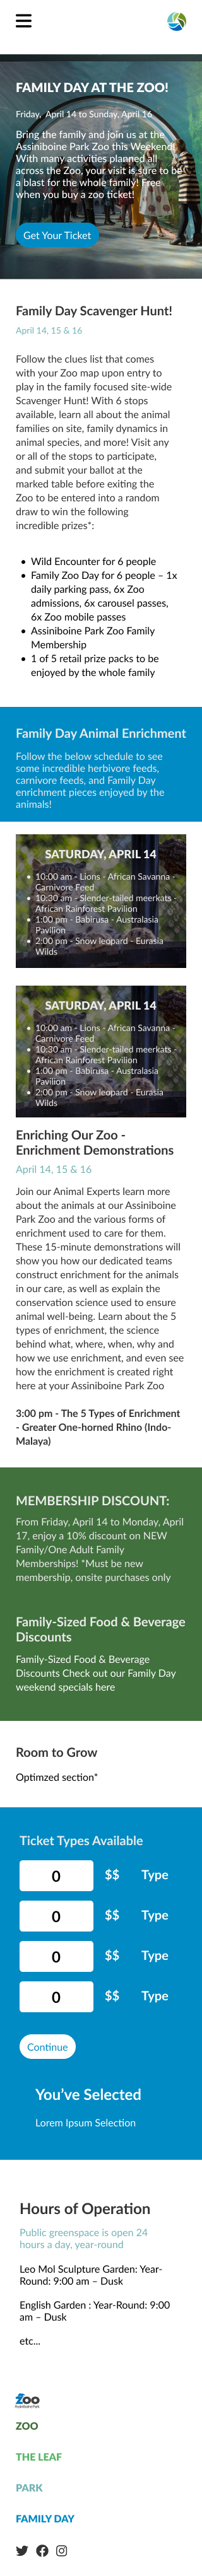 FAMILY DAY AT THE ZOO!
Friday, April 14 to Sunday, April 16
Bring the family and join us at the
Assiniboine Park Zoo this Weekend!
With many activities planned all
across the Zoo, your visit is sure to be
a blast for the whole family! Free
when you buy a zoo ticket!
Get Your Ticket
Family Day Scavenger Hunt!
April 14, 15 & 16
Follow the clues list that comes
with your Zoo map upon entry to
play in the family focused site-wide
Scavenger Hunt! With 6 stops
available, learn all about the animal
families on site, family dynamics in
animal species, and more! Visit any
or all of the stops to participate,
and submit your ballot at the
marked table before exiting the
Zoo to be entered into a random
draw to win the following
incredible prizes*:
• Wild Encounter for 6 people
• Family Zoo Day for 6 people – 1x
daily parking pass, 6x Zoo
admissions, 6x carousel passes,
6x Zoo mobile passes
• Assiniboine Park Zoo Family
Membership
• 1 of 5 retail prize packs to be
enjoyed by the whole family
Family Day Animal Enrichment
Follow the below schedule to see
some incredible herbivore feeds,
carnivore feeds, and Family Day
enrichment pieces enjoyed by the
animals!
SATURDAY, APRIL 14
• 10:00 am - Lions - African Savanna -
Carnivore Feed
• 10:30 am - Slender-tailed meerkats -
African Rainforest Pavilion
• 1:00 pm - Babirusa - Australasia
Pavilion
• 2:00 pm - Snow leopard - Eurasia
Wilds
SATURDAY, APRIL 14
• 10:00 am - Lions - African Savanna -
Carnivore Feed
• 10:30 am - Slender-tailed meerkats -
African Rainforest Pavilion
• 1:00 pm - Babirusa - Australasia
Pavilion
• 2:00 pm - Snow leopard - Eurasia
Wilds
Enriching Our Zoo -
Enrichment Demonstrations
April 14, 15 & 16
Join our Animal Experts learn more
about the animals at our Assiniboine
Park Zoo and the various forms of
enrichment used to care for them.
These 15-minute demonstrations will
show you how our dedicated teams
construct enrichment for the animals
in our care, as well as explain the
conservation science used to ensure
animal well-being. Learn about the 5
types of enrichment, the science
behind what, where, when, why and
how we use enrichment, and even see
how the enrichment is created right
here at your Assiniboine Park Zoo
3:00 pm - The 5 Types of Enrichment
- Greater One-horned Rhino (Indo-
Malaya)
MEMBERSHIP DISCOUNT:
From Friday, April 14 to Monday, April
17, enjoy a 10% discount on NEW
Family/One Adult Family
Memberships! *Must be new
membership, onsite purchases only
Family-Sized Food & Beverage
Discounts
Family-Sized Food & Beverage
Discounts Check out our Family Day
weekend specials here
Room to Grow
Optimzed section*
Ticket Types Available
0 $$ Type
0 $$ Type
0 $$ Type
0 $$ Type
Continue
You've Selected
Lorem Ipsum Selection
Hours of Operation
Public greenspace is open 24
hours a day, year-round
Leo Mol Sculpture Garden: Year-
Round: 9:00 am – Dusk
English Garden : Year-Round: 9:00
am – Dusk
etc...
Zoo
ZOO
THE LEAF
PARK
FAMILY DAY